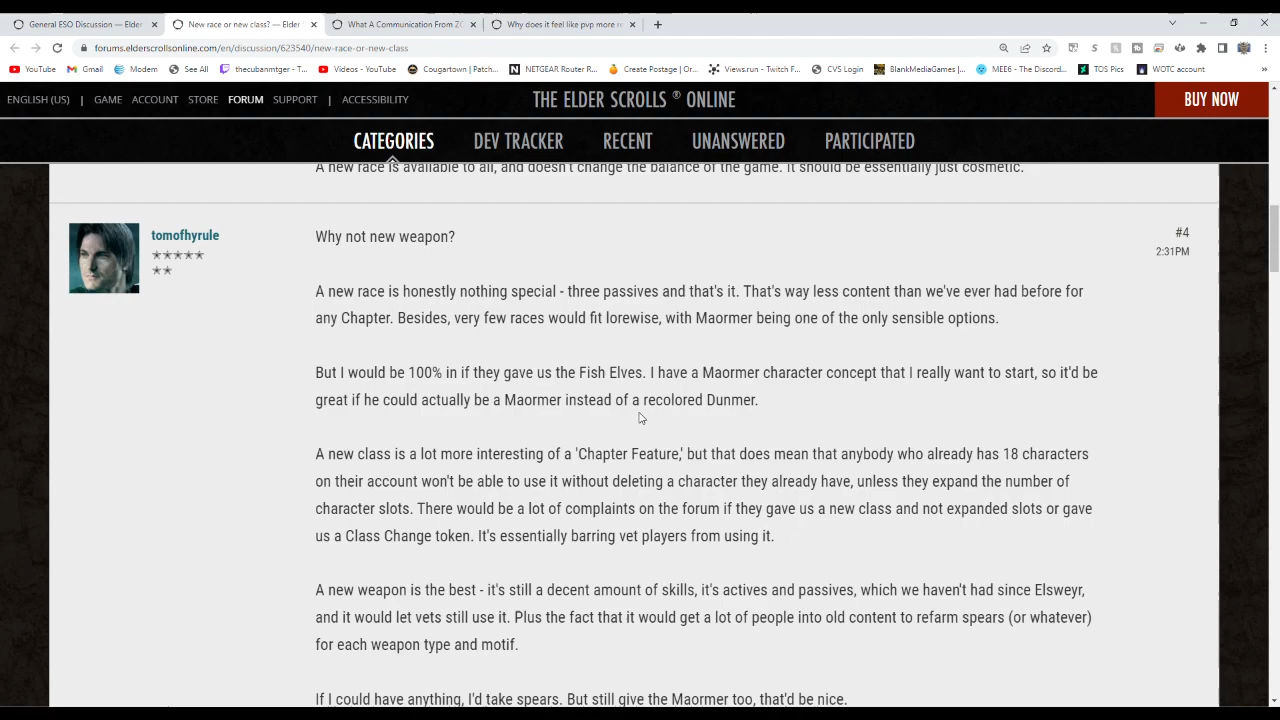 General ESO Discussion — Elder
New race or new class? — Elder
What A Communication From ZO
Why does it feel like pvp more re
forums.elderscrollsonline.com/en/discussion/623540/new-race-or-new-class
YouTube
Gmail
Modem
See All
thecubanmtger - T...
Videos - YouTube
Cougartown | Patch...
NETGEAR Router R...
Create Postage | Or...
Views.run - Twitch F...
CVS Login
BlankMediaGames |...
MEE6 - The Discord...
TOS Pics
WOTC account
»
ENGLISH (US) | GAME ACCOUNT STORE FORUM SUPPORT | ACCESSIBILITY
THE ELDER SCROLLS ® ONLINE
BUY NOW
CATEGORIES DEV TRACKER RECENT UNANSWERED PARTICIPATED
A new race is available to all, and doesn't change the balance of the game. It should be essentially just cosmetic.
tomofhyrule
#4
2:31PM
Why not new weapon?
A new race is honestly nothing special - three passives and that's it. That's way less content than we've ever had before for
any Chapter. Besides, very few races would fit lorewise, with Maormer being one of the only sensible options.
But I would be 100% in if they gave us the Fish Elves. I have a Maormer character concept that I really want to start, so it'd be
great if he could actually be a Maormer instead of a recolored Dunmer.
A new class is a lot more interesting of a 'Chapter Feature,' but that does mean that anybody who already has 18 characters
on their account won't be able to use it without deleting a character they already have, unless they expand the number of
character slots. There would be a lot of complaints on the forum if they gave us a new class and not expanded slots or gave
us a Class Change token. It's essentially barring vet players from using it.
A new weapon is the best - it's still a decent amount of skills, it's actives and passives, which we haven't had since Elsweyr,
and it would let vets still use it. Plus the fact that it would get a lot of people into old content to refarm spears (or whatever)
for each weapon type and motif.
If I could have anything, I'd take spears. But still give the Maormer too, that'd be nice.